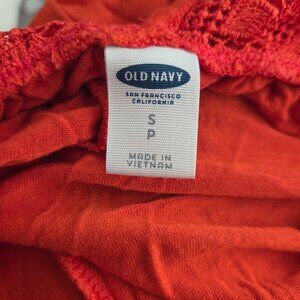 OLD NAVY
SAN FRANCISCO
CALIFORNIA
S
P
MADE IN
VIETNAM